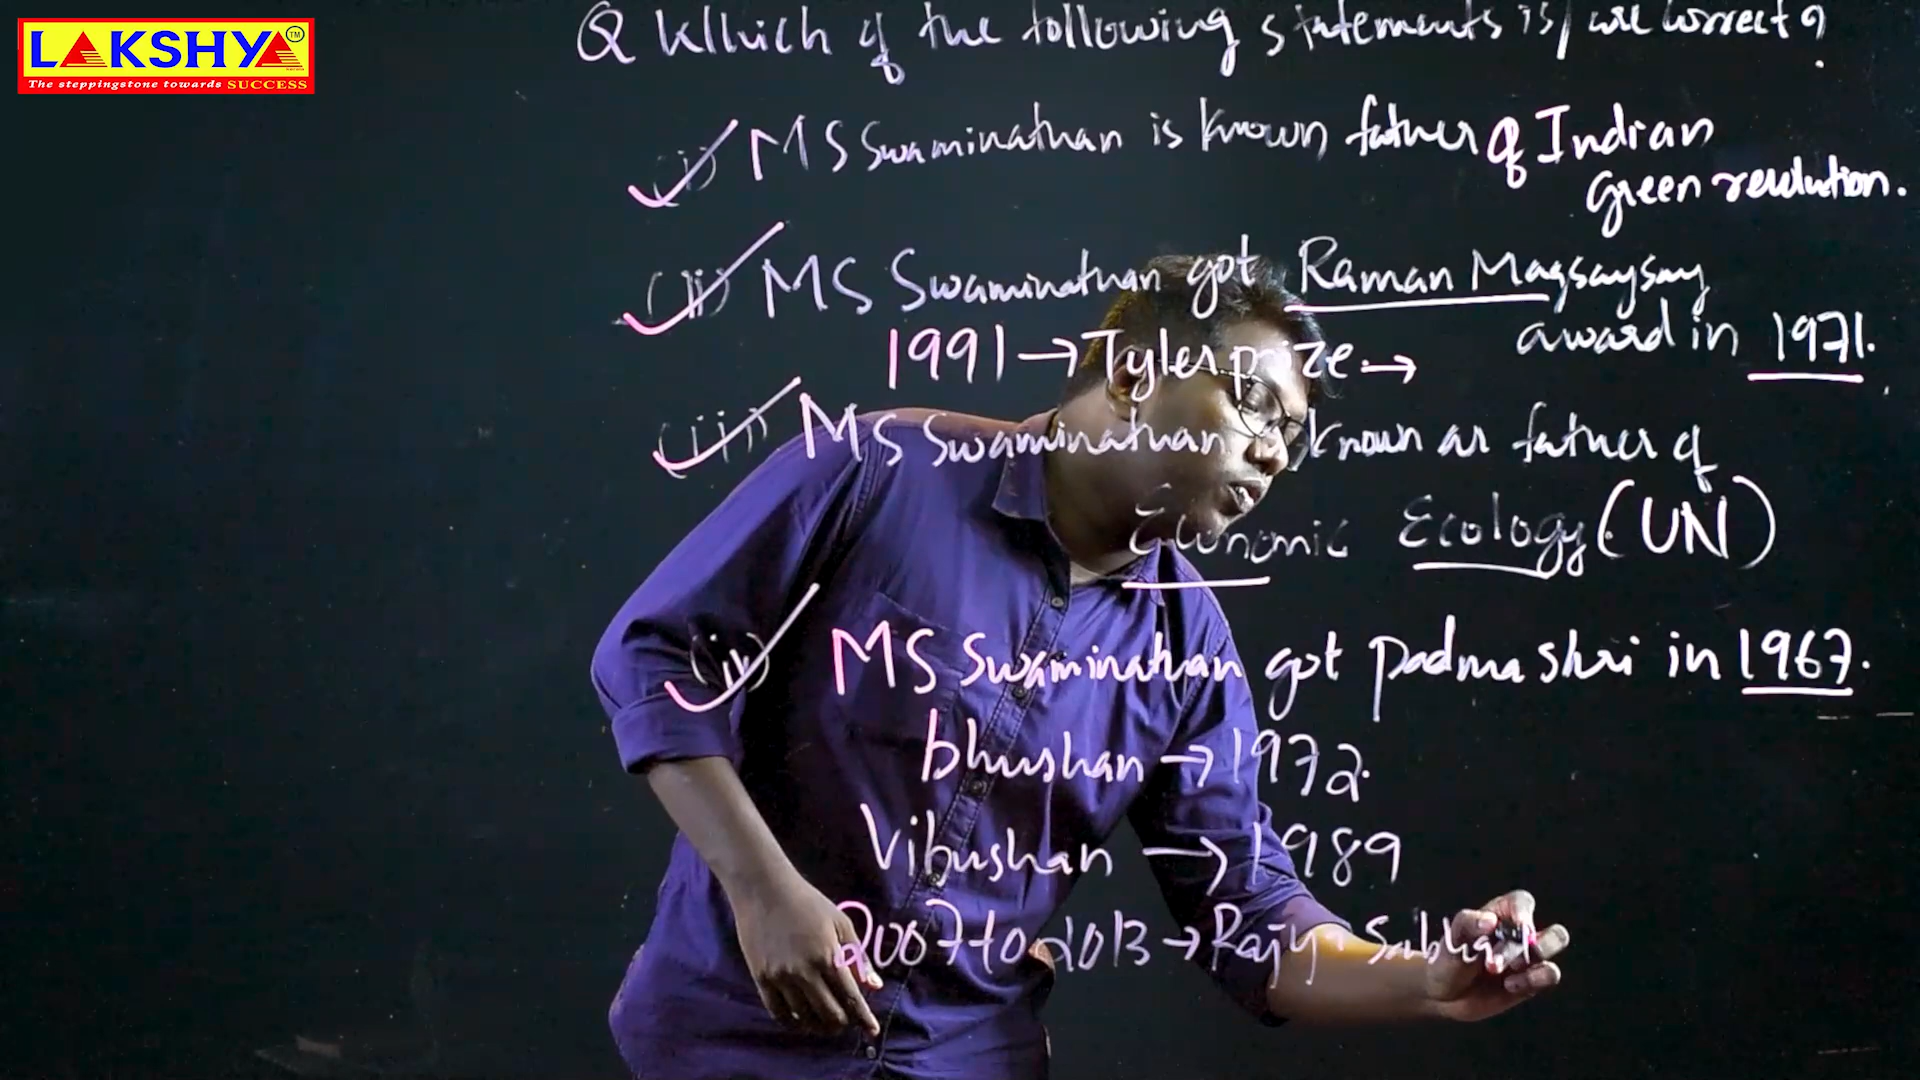 LAKSHYA TM
The steppingstone towards SUCCESS
Q Which of the following statements is/are correct?
(i) MS Swaminathan is known father of Indian
Green revolution.
(ii) MS Swaminathan got Raman Magsaysay
award in 1971.
1991 → Tyler prize →
(iii) MS Swaminathan is known as father of
Economic Ecology (UN)
(iv) MS Swaminathan got padma shri in 1967.
bhushan → 1972.
Vibushan → 1989
2007 to 2013 → Rajya Sabha